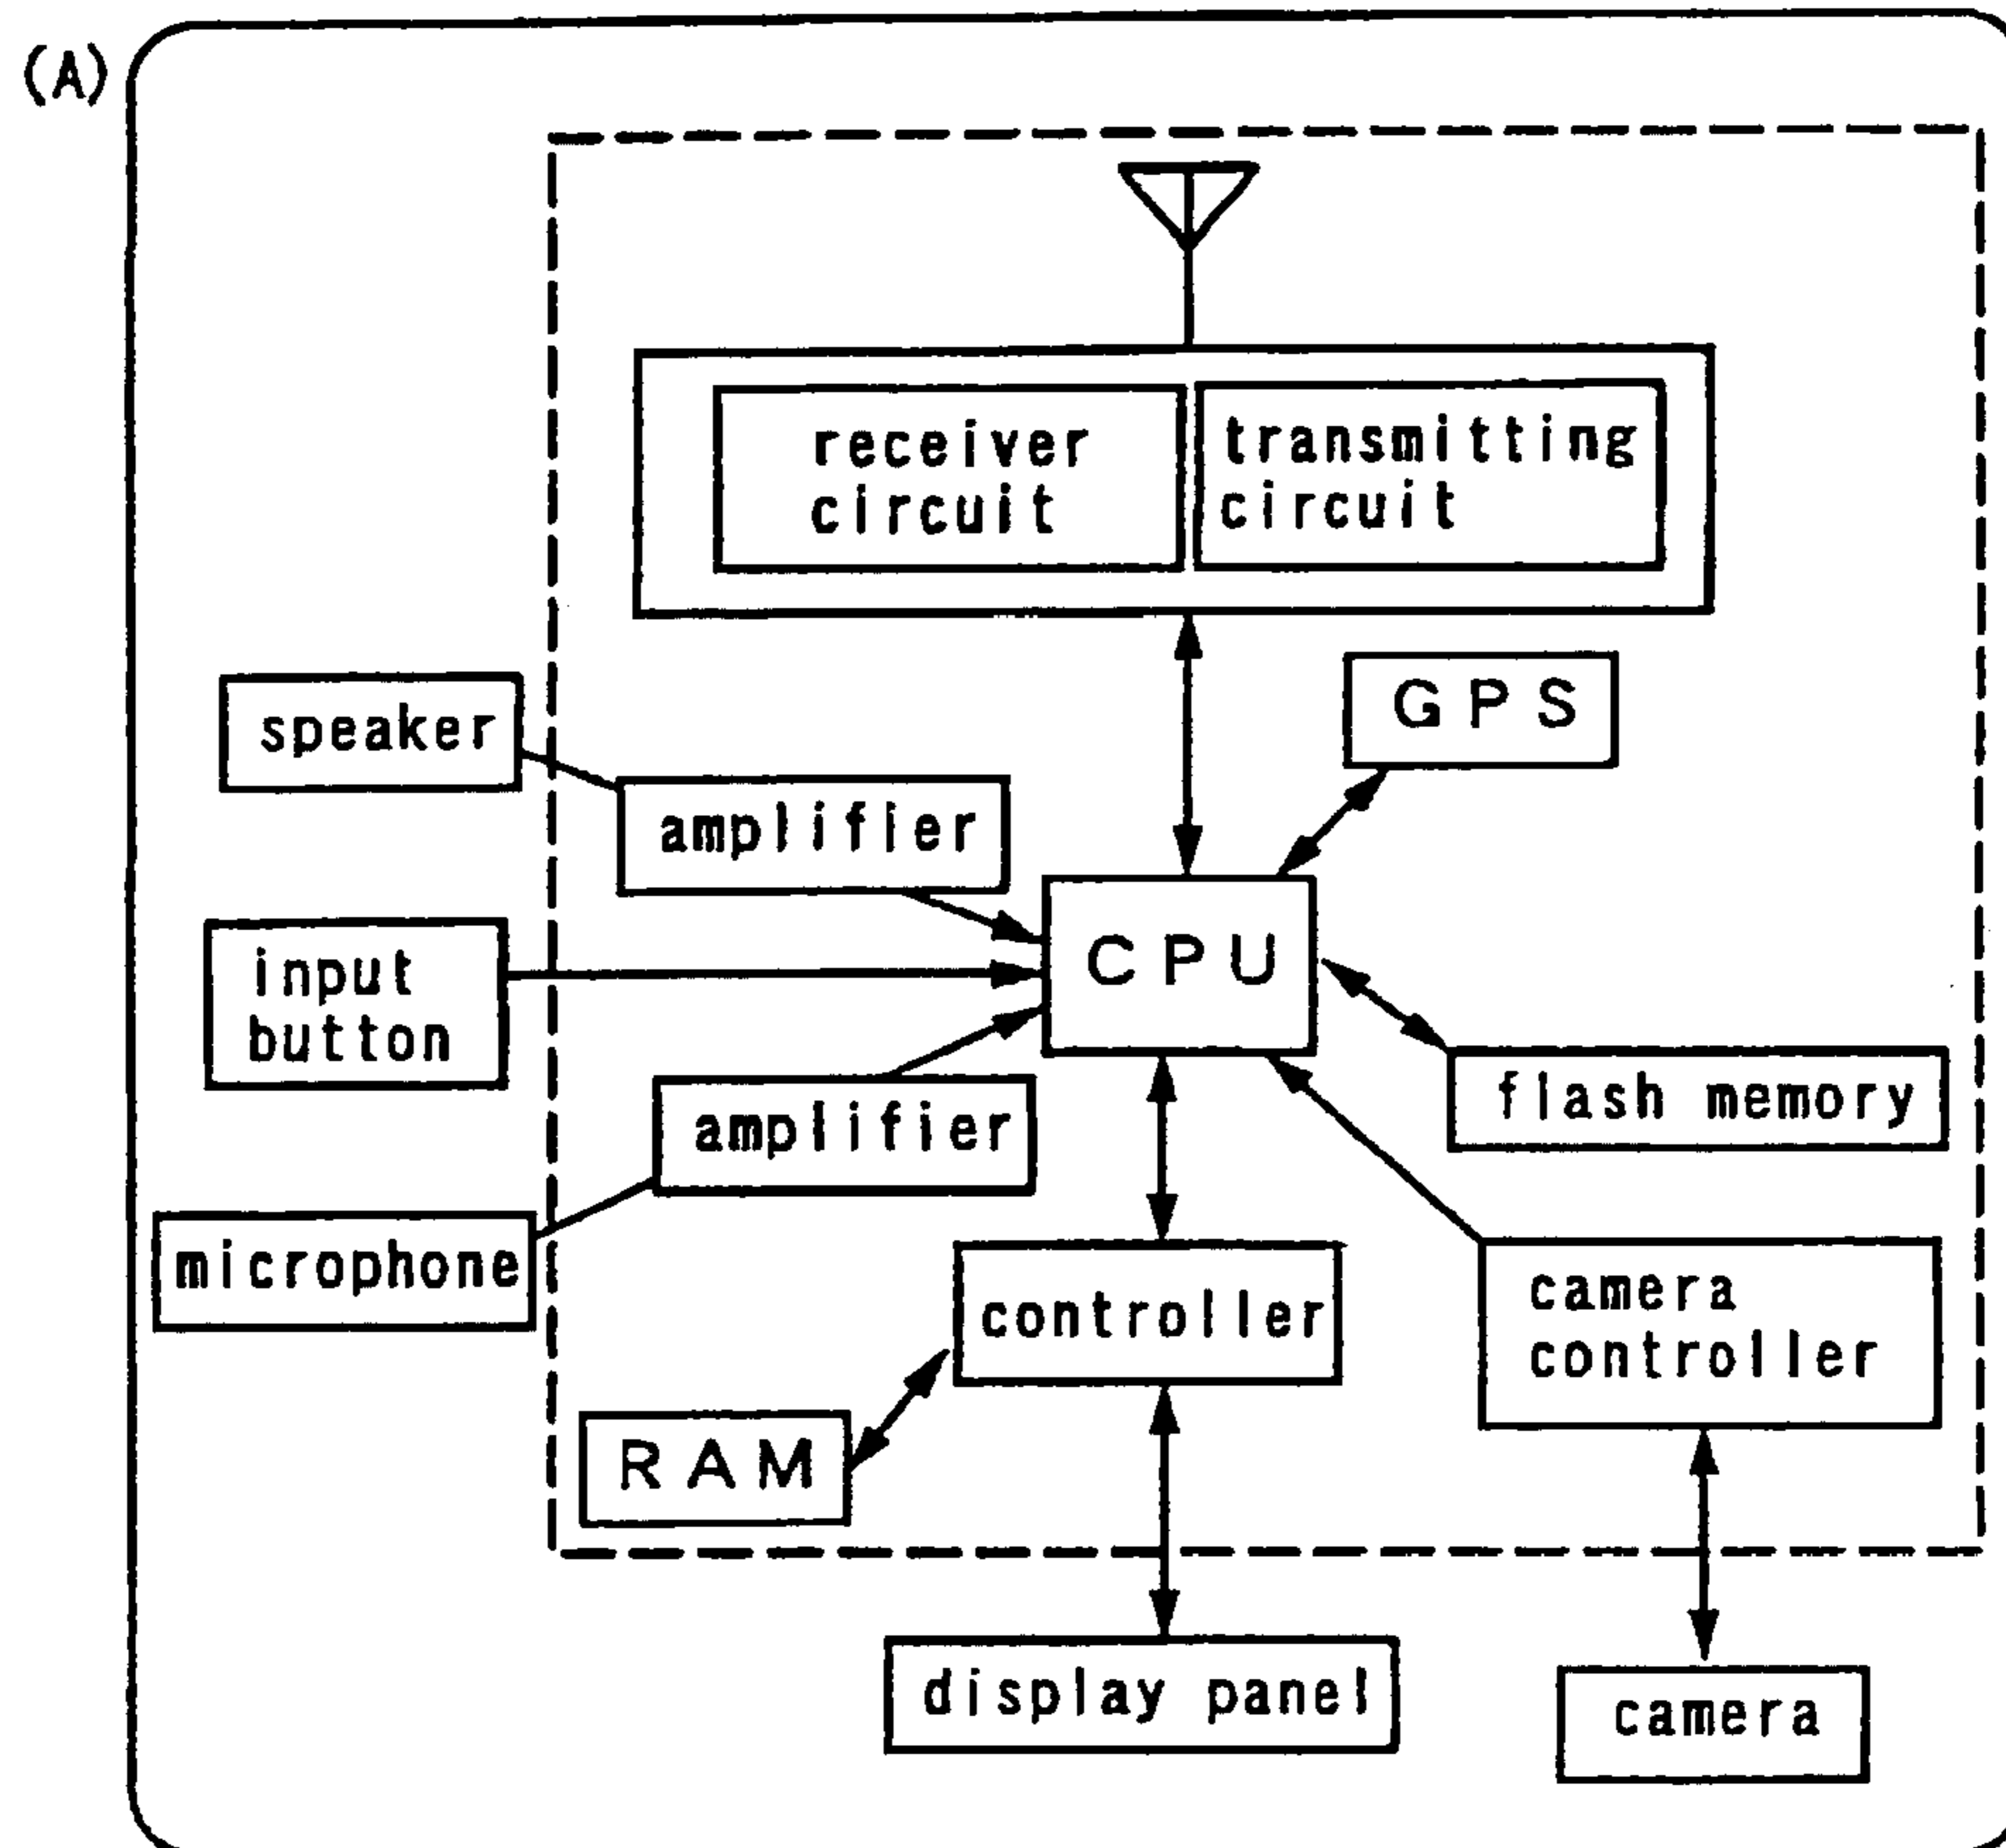 (A)
receiver
circuit
transmitting
circuit
GPS
speaker
amplifier
CPU
input
button
flash memory
amplifier
microphone
controller
camera
controller
RAM
display panel
camera